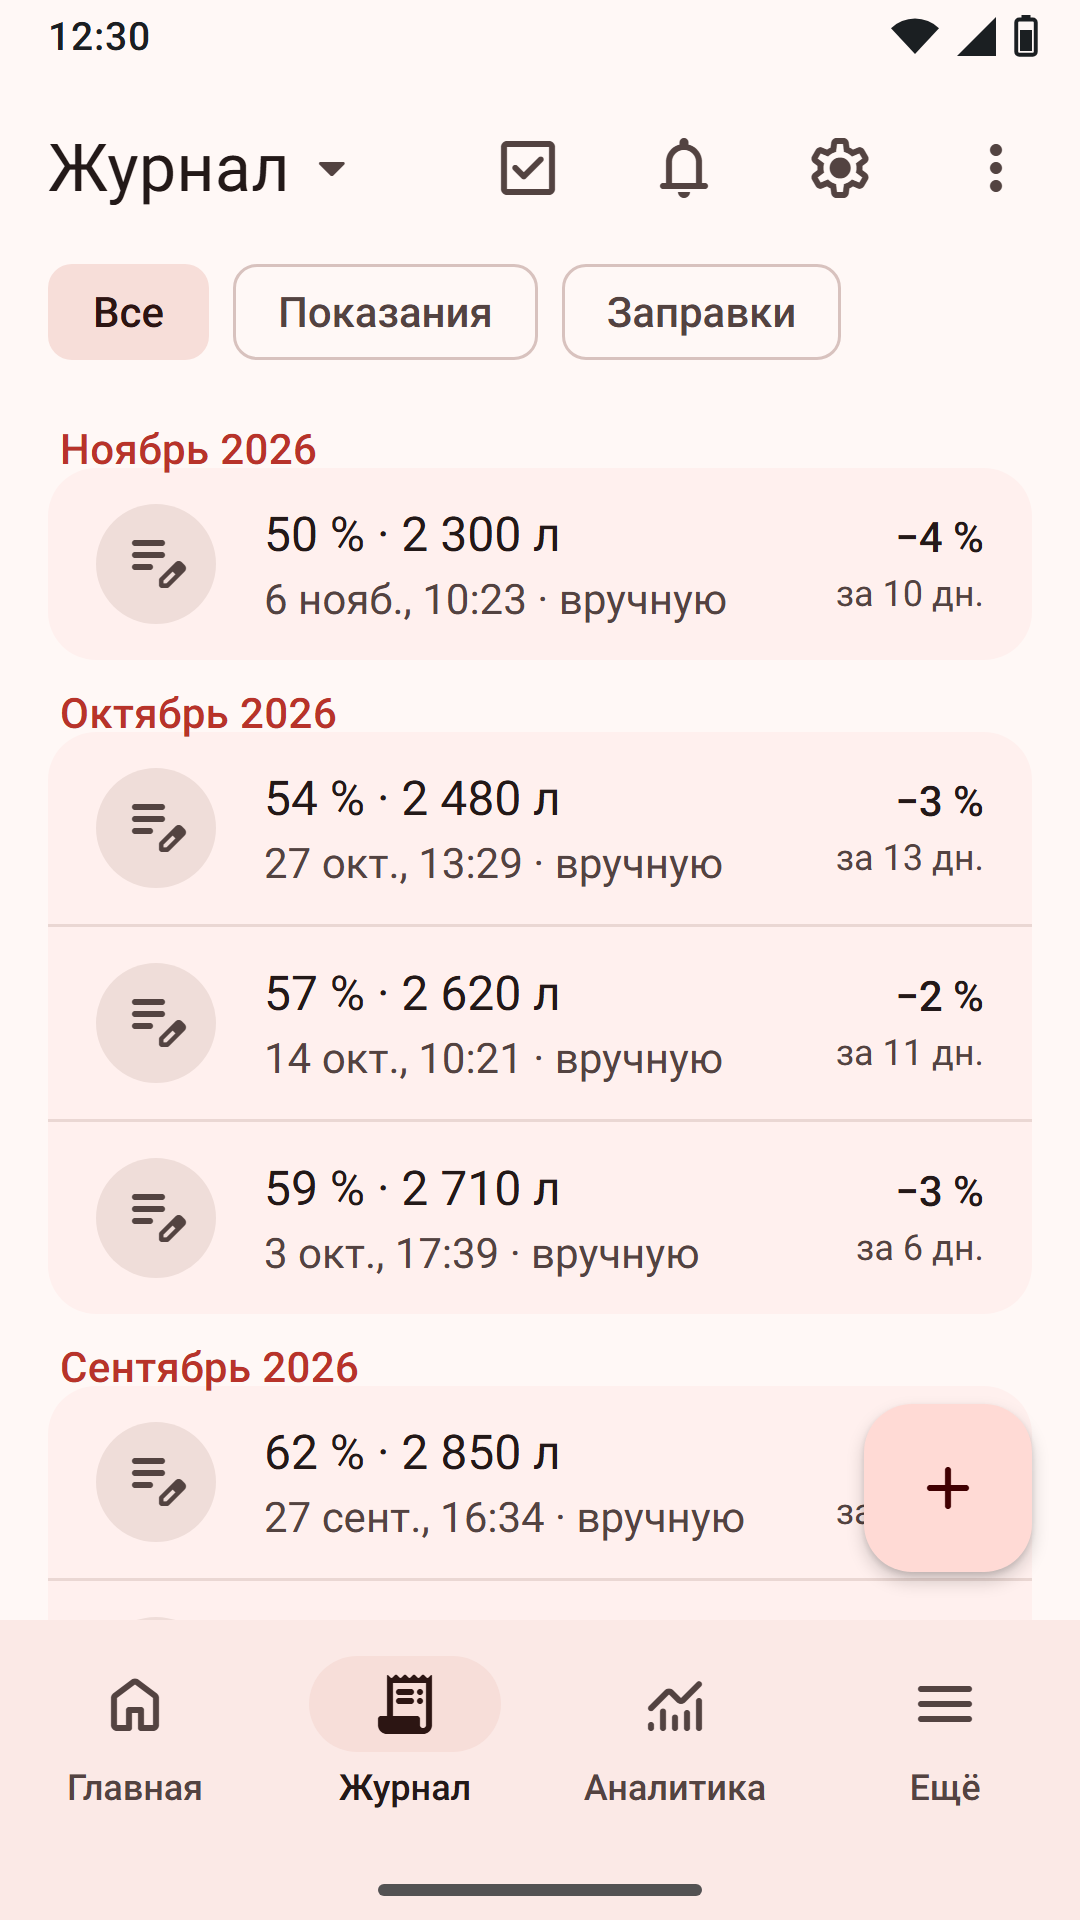 12:30
Журнал
Все
Показания
Заправки
Ноябрь 2026
50 % · 2 300 л
−4 %
6 нояб., 10:23 · вручную
за 10 дн.
Октябрь 2026
54 % · 2 480 л
−3 %
27 окт., 13:29 · вручную
за 13 дн.
57 % · 2 620 л
−2 %
14 окт., 10:21 · вручную
за 11 дн.
59 % · 2 710 л
−3 %
3 окт., 17:39 · вручную
за 6 дн.
Сентябрь 2026
62 % · 2 850 л
27 сент., 16:34 · вручную
за
Главная
Журнал
Аналитика
Ещё